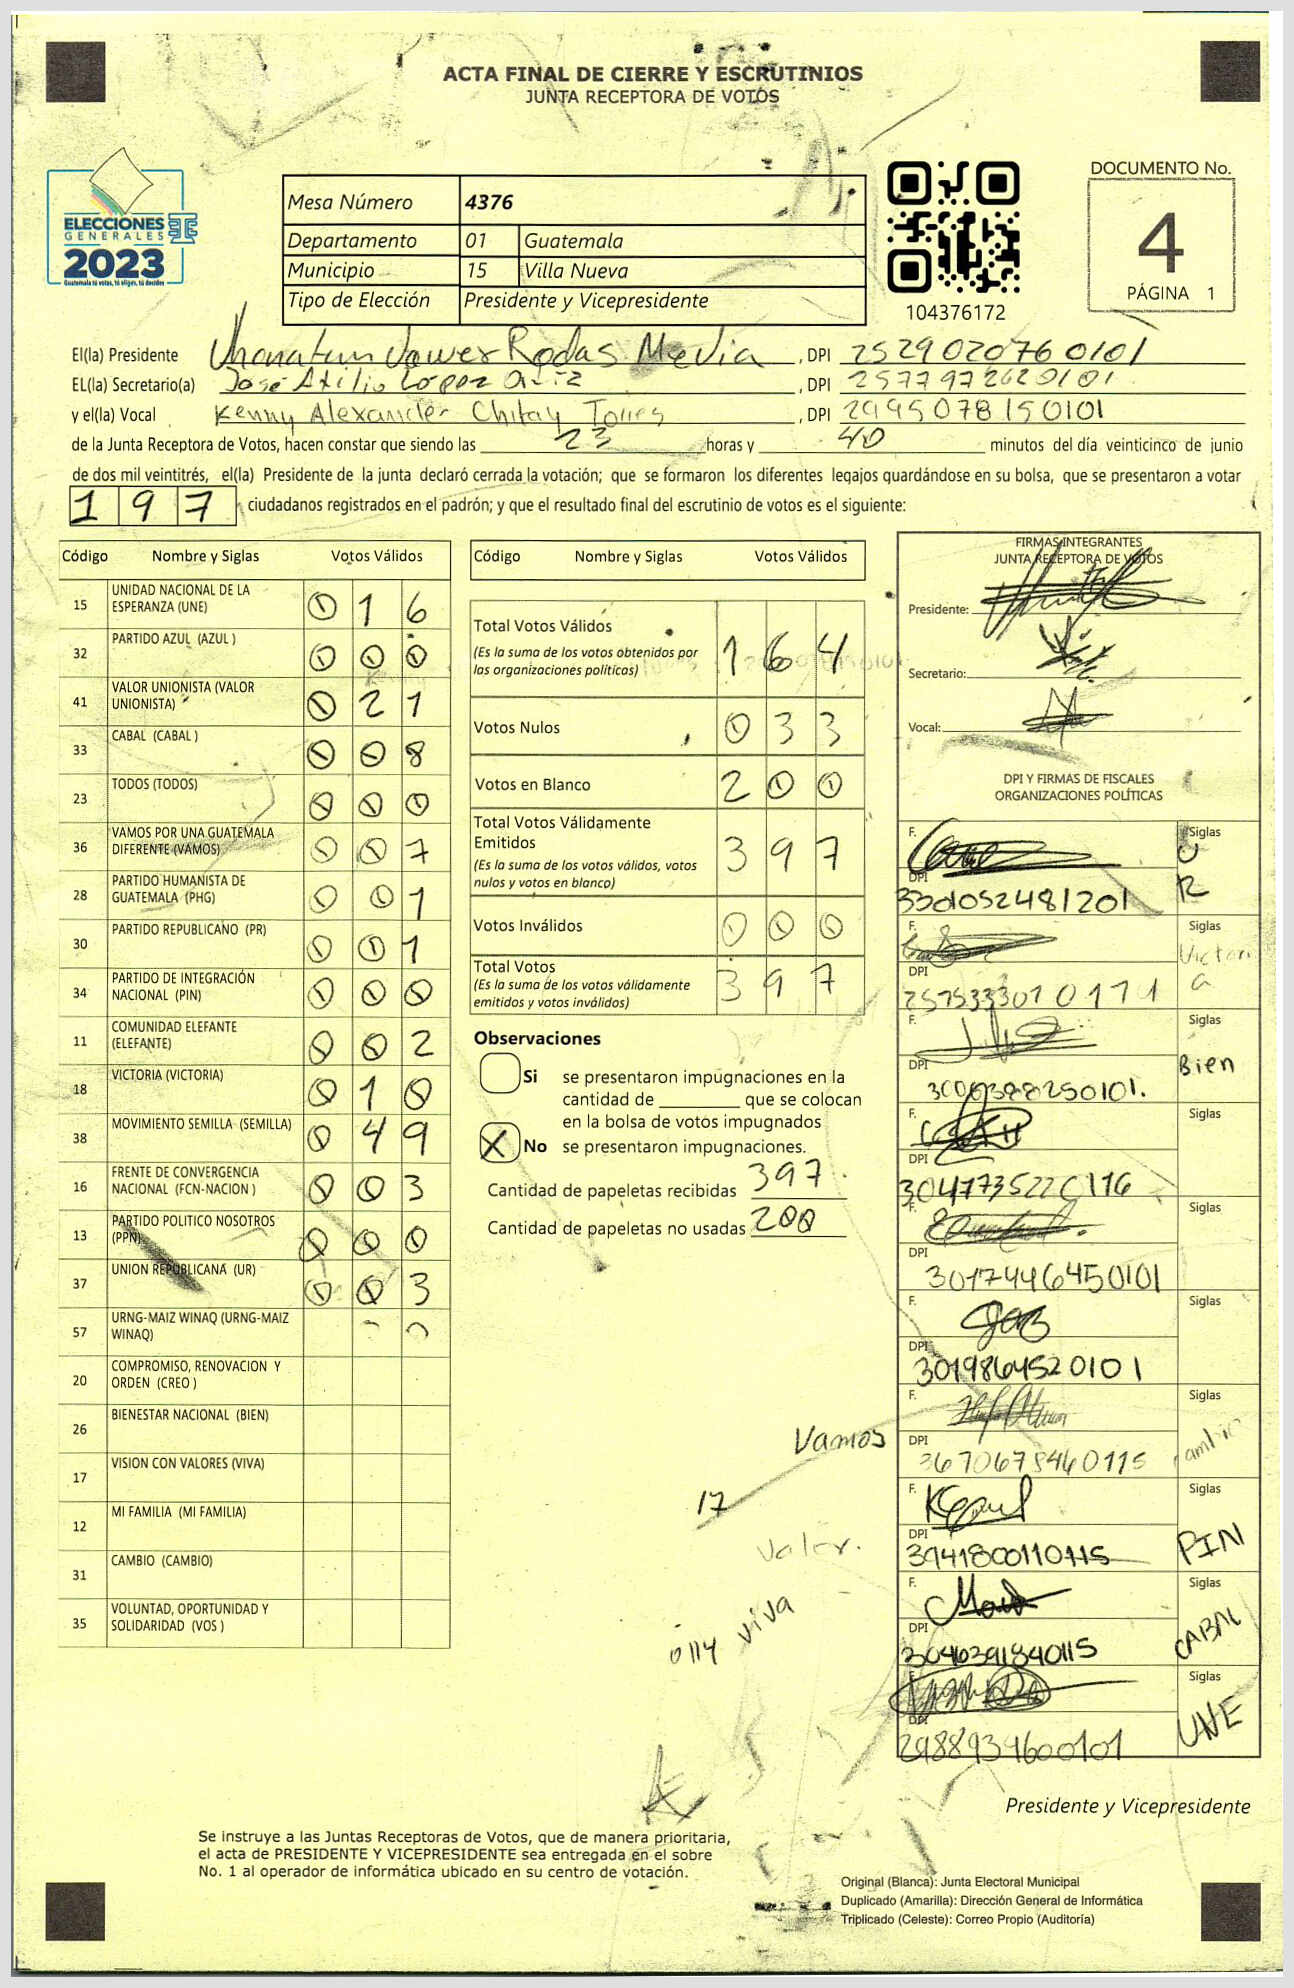 ACTA FINAL DE CIERRE Y ESCRUTINIOS
JUNTA RECEPTORA DE VOTOS
ELECCIONES
GENERALES
2023
Guatemala tú votas, tú eliges, tú decides
Mesa Número 4376
Departamento 01 Guatemala
Municipio 15 Villa Nueva
Tipo de Elección Presidente y Vicepresidente
104376172
DOCUMENTO No.
4
PÁGINA 1
El(la) Presidente Rodas , DPI 2529020760101
EL(la) Secretario(a) José Atilio López , DPI 2577972620101
y el(la) Vocal Kenny Alexander Chitay Torres , DPI 2995078150101
de la Junta Receptora de Votos, hacen constar que siendo las 23 horas y 40 minutos del día veinticinco de junio
de dos mil veintitrés, el(la) Presidente de la junta declaró cerrada la votación; que se formaron los diferentes legajos guardándose en su bolsa, que se presentaron a votar
197 ciudadanos registrados en el padrón; y que el resultado final del escrutinio de votos es el siguiente:
Código Nombre y Siglas Votos Válidos
15 UNIDAD NACIONAL DE LA ESPERANZA (UNE) 0 1 6
32 PARTIDO AZUL (AZUL ) 0 0 0
41 VALOR UNIONISTA (VALOR UNIONISTA) 0 2 1
33 CABAL (CABAL ) 0 0 8
23 TODOS (TODOS) 0 0 0
36 VAMOS POR UNA GUATEMALA DIFERENTE (VAMOS) 0 0 7
28 PARTIDO HUMANISTA DE GUATEMALA (PHG) 0 0 1
30 PARTIDO REPUBLICANO (PR) 0 0 1
34 PARTIDO DE INTEGRACIÓN NACIONAL (PIN) 0 0 0
11 COMUNIDAD ELEFANTE (ELEFANTE) 0 0 2
18 VICTORIA (VICTORIA) 0 1 0
38 MOVIMIENTO SEMILLA (SEMILLA) 0 4 9
16 FRENTE DE CONVERGENCIA NACIONAL (FCN-NACION ) 0 0 3
13 PARTIDO POLITICO NOSOTROS (PPN) 0 0 0
37 UNION REPUBLICANA (UR) 0 0 3
57 URNG-MAIZ WINAQ (URNG-MAIZ WINAQ)
20 COMPROMISO, RENOVACION Y ORDEN (CREO )
26 BIENESTAR NACIONAL (BIEN)
17 VISION CON VALORES (VIVA)
12 MI FAMILIA (MI FAMILIA)
31 CAMBIO (CAMBIO)
35 VOLUNTAD, OPORTUNIDAD Y SOLIDARIDAD (VOS )
Código Nombre y Siglas Votos Válidos
Total Votos Válidos 1 6 4
(Es la suma de los votos obtenidos por
las organizaciones políticas)
Votos Nulos 0 3 3
Votos en Blanco 2 0 0
Total Votos Válidamente
Emitidos 3 9 7
(Es la suma de los votos válidos, votos
nulos y votos en blanco)
Votos Inválidos 0 0 0
Total Votos 3 9 7
(Es la suma de los votos válidamente
emitidos y votos inválidos)
Observaciones
Si se presentaron impugnaciones en la
cantidad de ________ que se colocan
en la bolsa de votos impugnados
X No se presentaron impugnaciones.
Cantidad de papeletas recibidas 397
Cantidad de papeletas no usadas 200
Vamos
17
Valor.
0114 viva
FIRMAS INTEGRANTES
JUNTA RECEPTORA DE VOTOS
Presidente:
Secretario:
Vocal:
DPI Y FIRMAS DE FISCALES
ORGANIZACIONES POLÍTICAS
F. Siglas U R
DPI 3301052481201
F. Siglas Victoria
DPI 2575333010171
F. Siglas Bien
DPI 3000388250101.
F. Siglas
DPI
F. Siglas
DPI 3017446450101
F. Siglas
DPI 3019864520101
F. Siglas
DPI 3670678460115
F. Siglas PIN
DPI 3941800110115
F. Siglas CABAL
DPI 3046391840115
F. Siglas UNE
DPI 2988939600101
Presidente y Vicepresidente
Se instruye a las Juntas Receptoras de Votos, que de manera prioritaria,
el acta de PRESIDENTE Y VICEPRESIDENTE sea entregada en el sobre
No. 1 al operador de informática ubicado en su centro de votación.
Original (Blanca): Junta Electoral Municipal
Duplicado (Amarilla): Dirección General de Informática
Triplicado (Celeste): Correo Propio (Auditoría)